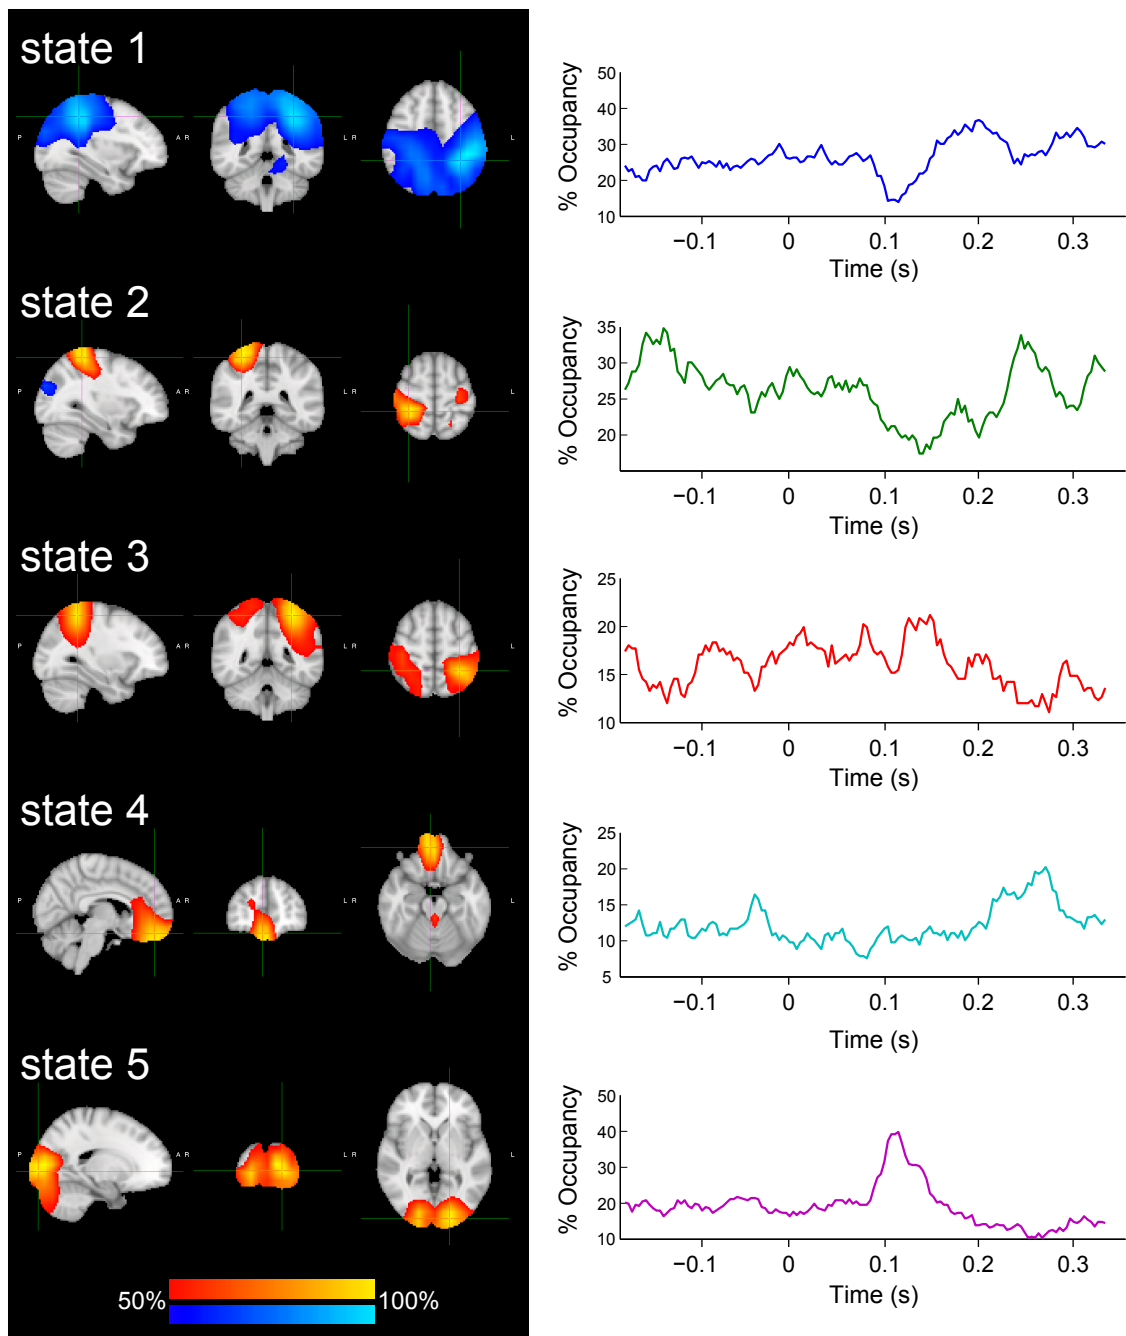 state 1
P A R L R L
50
40
30
20
10
% Occupancy
−0.1 0 0.1 0.2 0.3
Time (s)
state 2
P A R L R L
35
30
25
20
% Occupancy
−0.1 0 0.1 0.2 0.3
Time (s)
state 3
P A R L R L
25
20
15
10
% Occupancy
−0.1 0 0.1 0.2 0.3
Time (s)
state 4
P A R L R L
25
20
15
10
5
% Occupancy
−0.1 0 0.1 0.2 0.3
Time (s)
state 5
P A R L R L
50
40
30
20
10
% Occupancy
−0.1 0 0.1 0.2 0.3
Time (s)
50% 100%